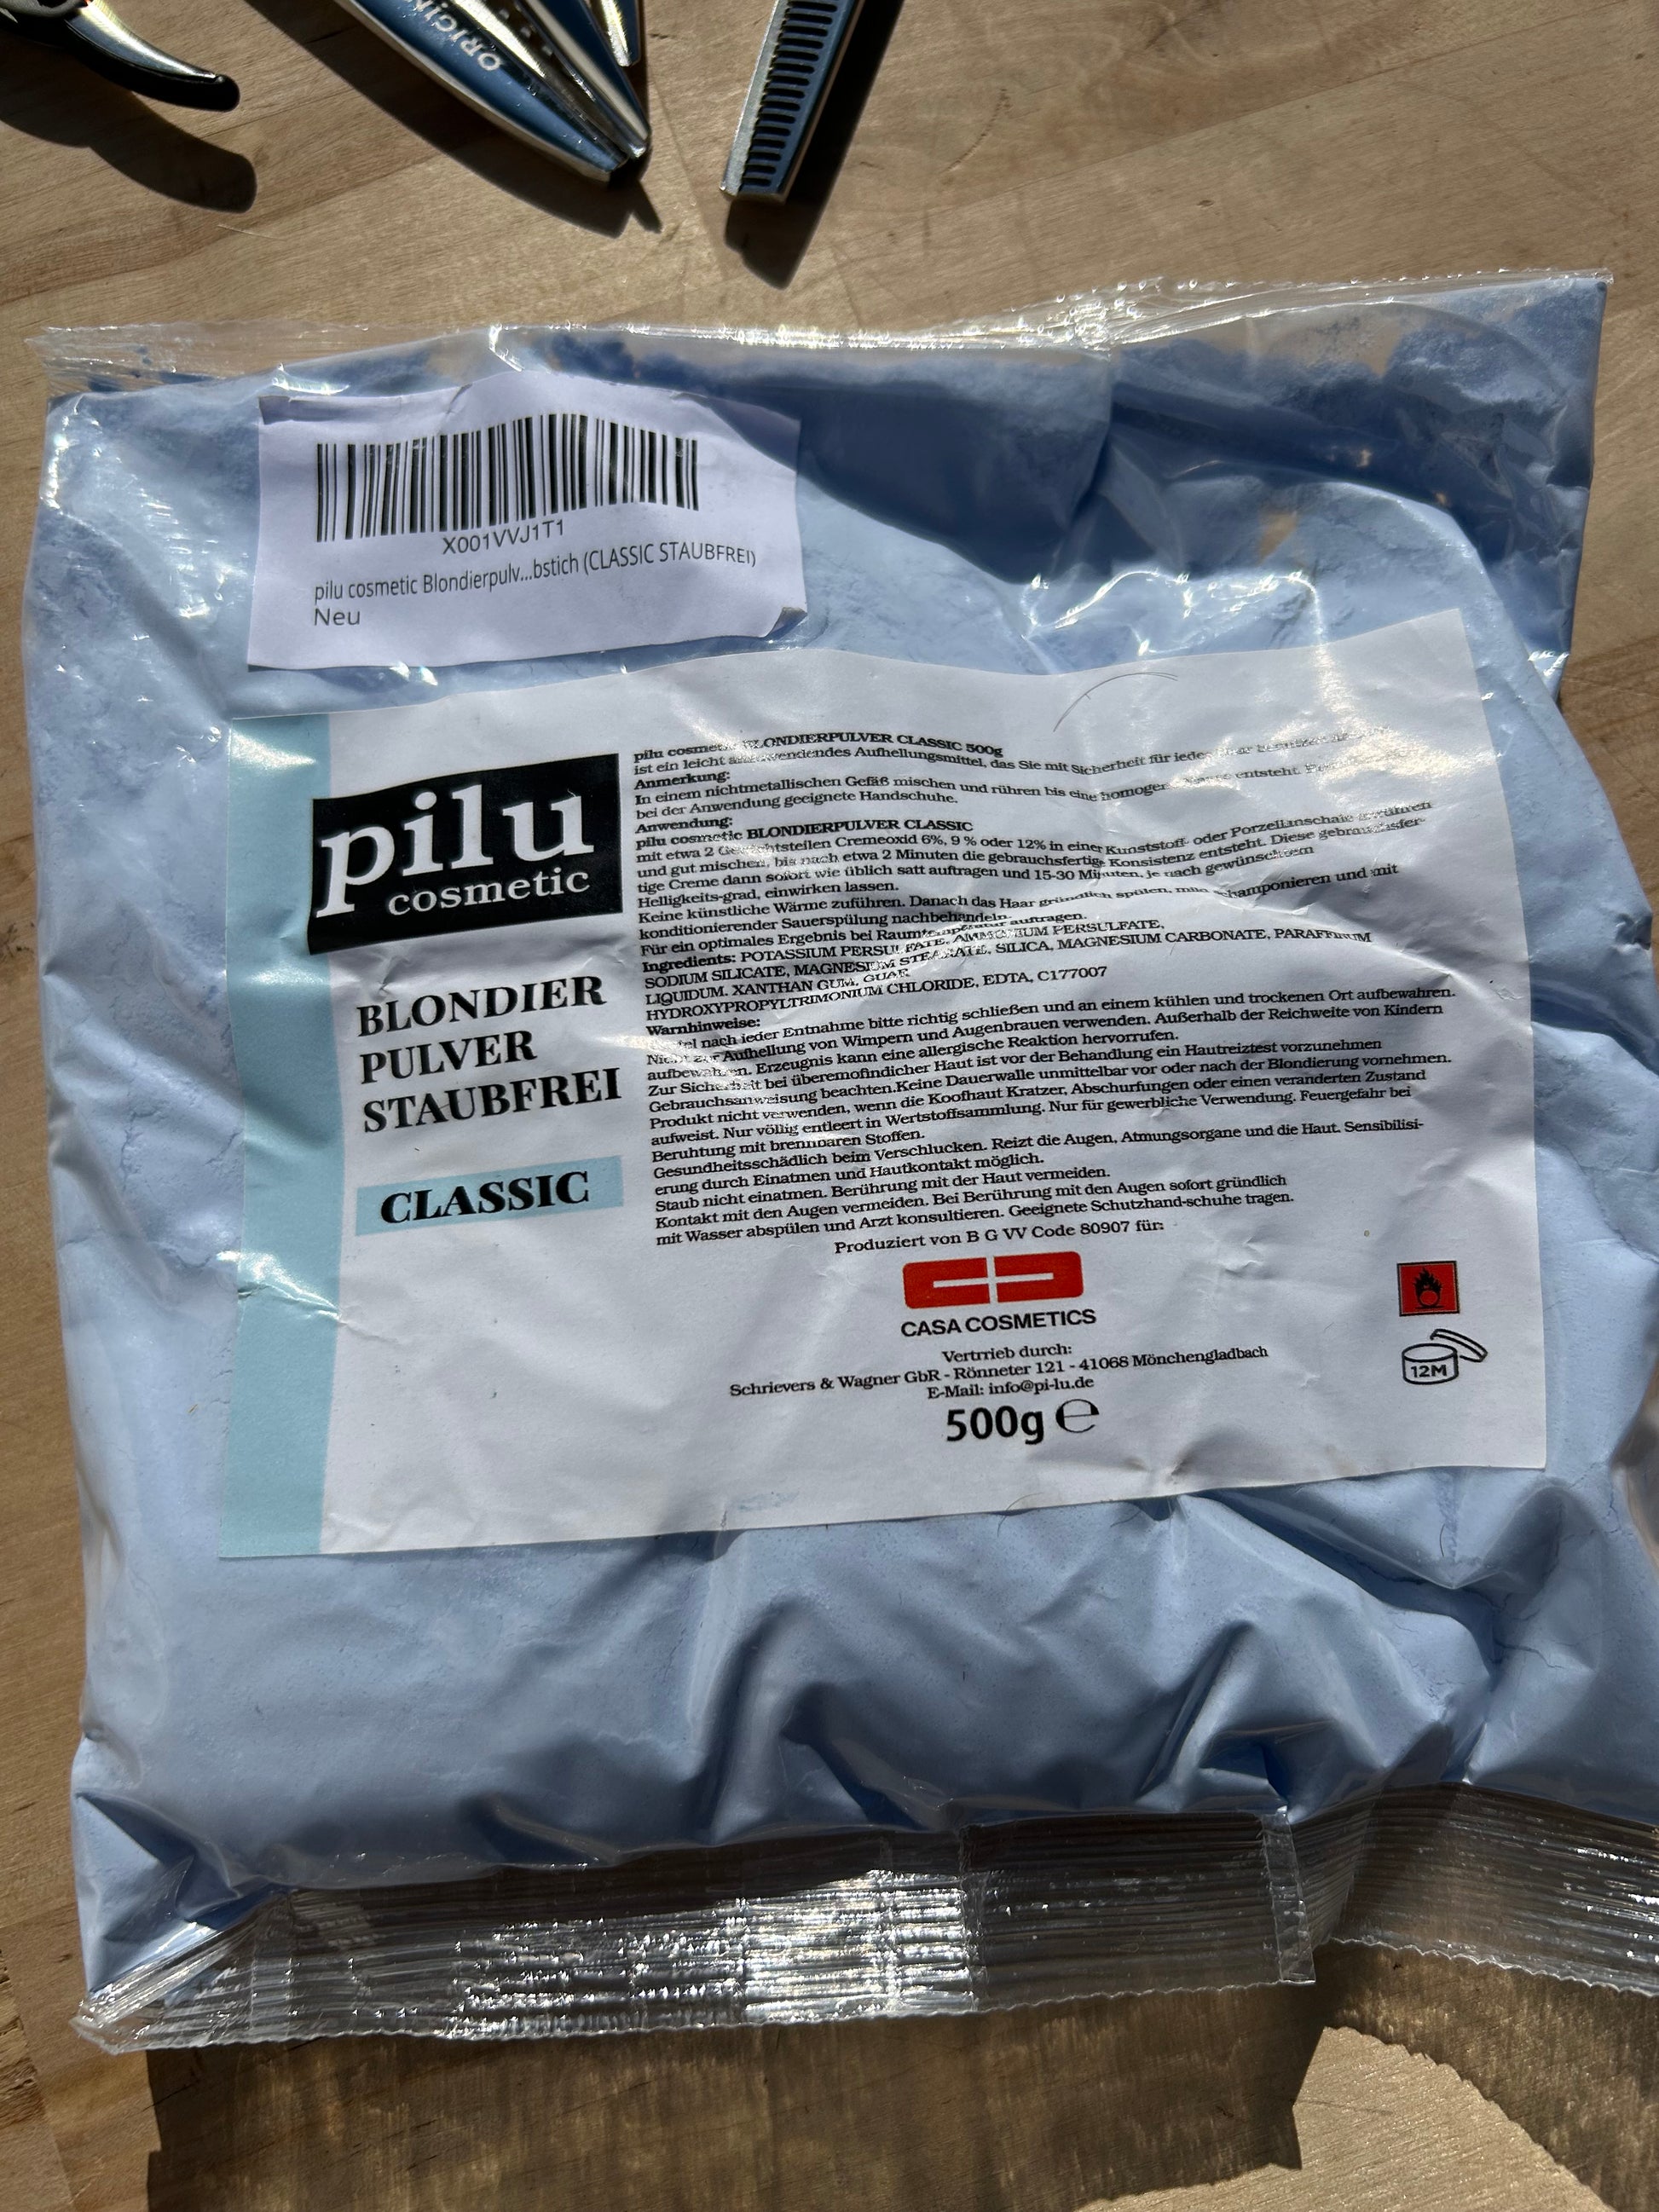 ORIGIN
X001VVJ1T1
pilu cosmetic Blondierpulv...bstich (CLASSIC STAUBFREI)
Neu
pilu
cosmetic
BLONDIER
PULVER
STAUBFREI
CLASSIC
pilu cosmetic BLONDIERPULVER CLASSIC 500g
ist ein leicht anzuwendendes Aufhellungsmittel, das Sie mit Sicherheit für jedes
Anmerkung:
In einem nichtmetallischen Gefäß mischen und rühren bis eine homogene Masse entsteht.
bei der Anwendung geeignete Handschuhe.
Anwendung:
pilu cosmetic BLONDIERPULVER CLASSIC
mit etwa 2 Gewichtsteilen Cremeoxid 6%, 9 % oder 12% in einer Kunststoff- oder Porzellanschale
und gut mischen, bis nach etwa 2 Minuten die gebrauchsfertige Konsistenz entsteht. Diese gebrauchsfer-
tige Creme dann sofort wie üblich satt auftragen und 15-30 Minuten, je nach gewünschtem
Helligkeits-grad, einwirken lassen.
Keine künstliche Wärme zuführen. Danach das Haar gründlich spülen, mild schamponieren und mit
konditionierender Sauerspülung nachbehandeln.
Für ein optimales Ergebnis bei Raumtemperatur auftragen.
Ingredients: POTASSIUM PERSULFATE, AMMONIUM PERSULFATE,
SODIUM SILICATE, MAGNESIUM STEARATE, SILICA, MAGNESIUM CARBONATE, PARAFFINUM
LIQUIDUM. XANTHAN GUM, GUAR
HYDROXYPROPYLTRIMONIUM CHLORIDE, EDTA, C177007
Warnhinweise:
nach jeder Entnahme bitte richtig schließen und an einem kühlen und trockenen Ort aufbewahren.
Nicht zur Aufhellung von Wimpern und Augenbrauen verwenden. Außerhalb der Reichweite von Kindern
aufbewahren. Erzeugnis kann eine allergische Reaktion hervorrufen.
Zur Sicherheit bei überempfindicher Haut ist vor der Behandlung ein Hautreiztest vorzunehmen
Gebrauchsanweisung beachten.Keine Dauerwalle unmittelbar vor oder nach der Blondierung vornehmen.
Produkt nicht verwenden, wenn die Koofhaut Kratzer, Abschurfungen oder einen veranderten Zustand
aufweist. Nur völlig entleert in Wertstoffsammlung. Nur für gewerbliche Verwendung. Feuergefahr bei
Beruhtung mit brennbaren Stoffen.
Gesundheitsschädlich beim Verschlucken. Reizt die Augen, Atmungsorgane und die Haut. Sensibilisi-
erung durch Einatmen und Hautkontakt möglich.
Staub nicht einatmen. Berührung mit der Haut vermeiden.
Kontakt mit den Augen vermeiden. Bei Berührung mit den Augen sofort gründlich
mit Wasser abspülen und Arzt konsultieren. Geeignete Schutzhand-schuhe tragen.
Produziert von B G VV Code 80907 für:
CASA COSMETICS
Vertrrieb durch:
Schrievers & Wagner GbR - Rönneter 121 - 41068 Mönchengladbach
E-Mail: info@pi-lu.de
500g ℮
12M